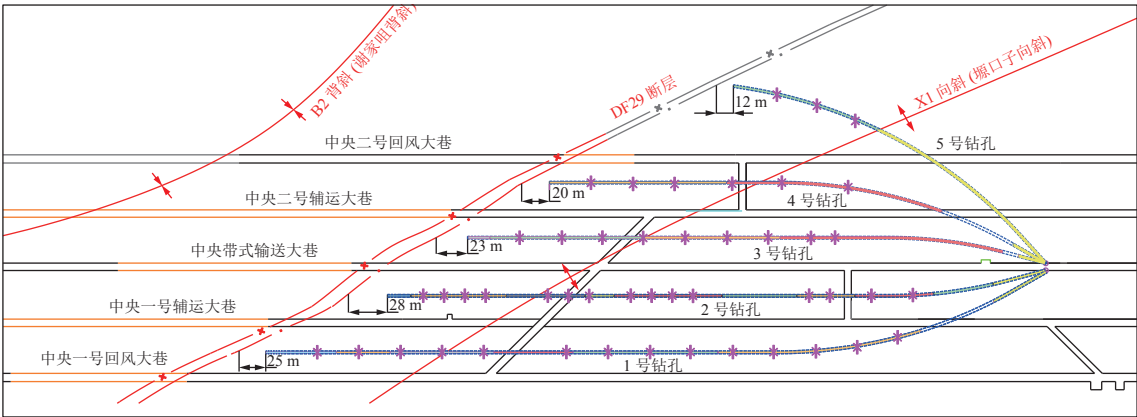 B2 背斜 (谢家咀背斜)
DF29 断层
X1 向斜 (塬口子向斜)
12 m
中央二号回风大巷
5 号钻孔
中央二号辅运大巷
20 m
4 号钻孔
中央带式输送大巷
23 m
3 号钻孔
中央一号辅运大巷
28 m
2 号钻孔
中央一号回风大巷
25 m
1 号钻孔